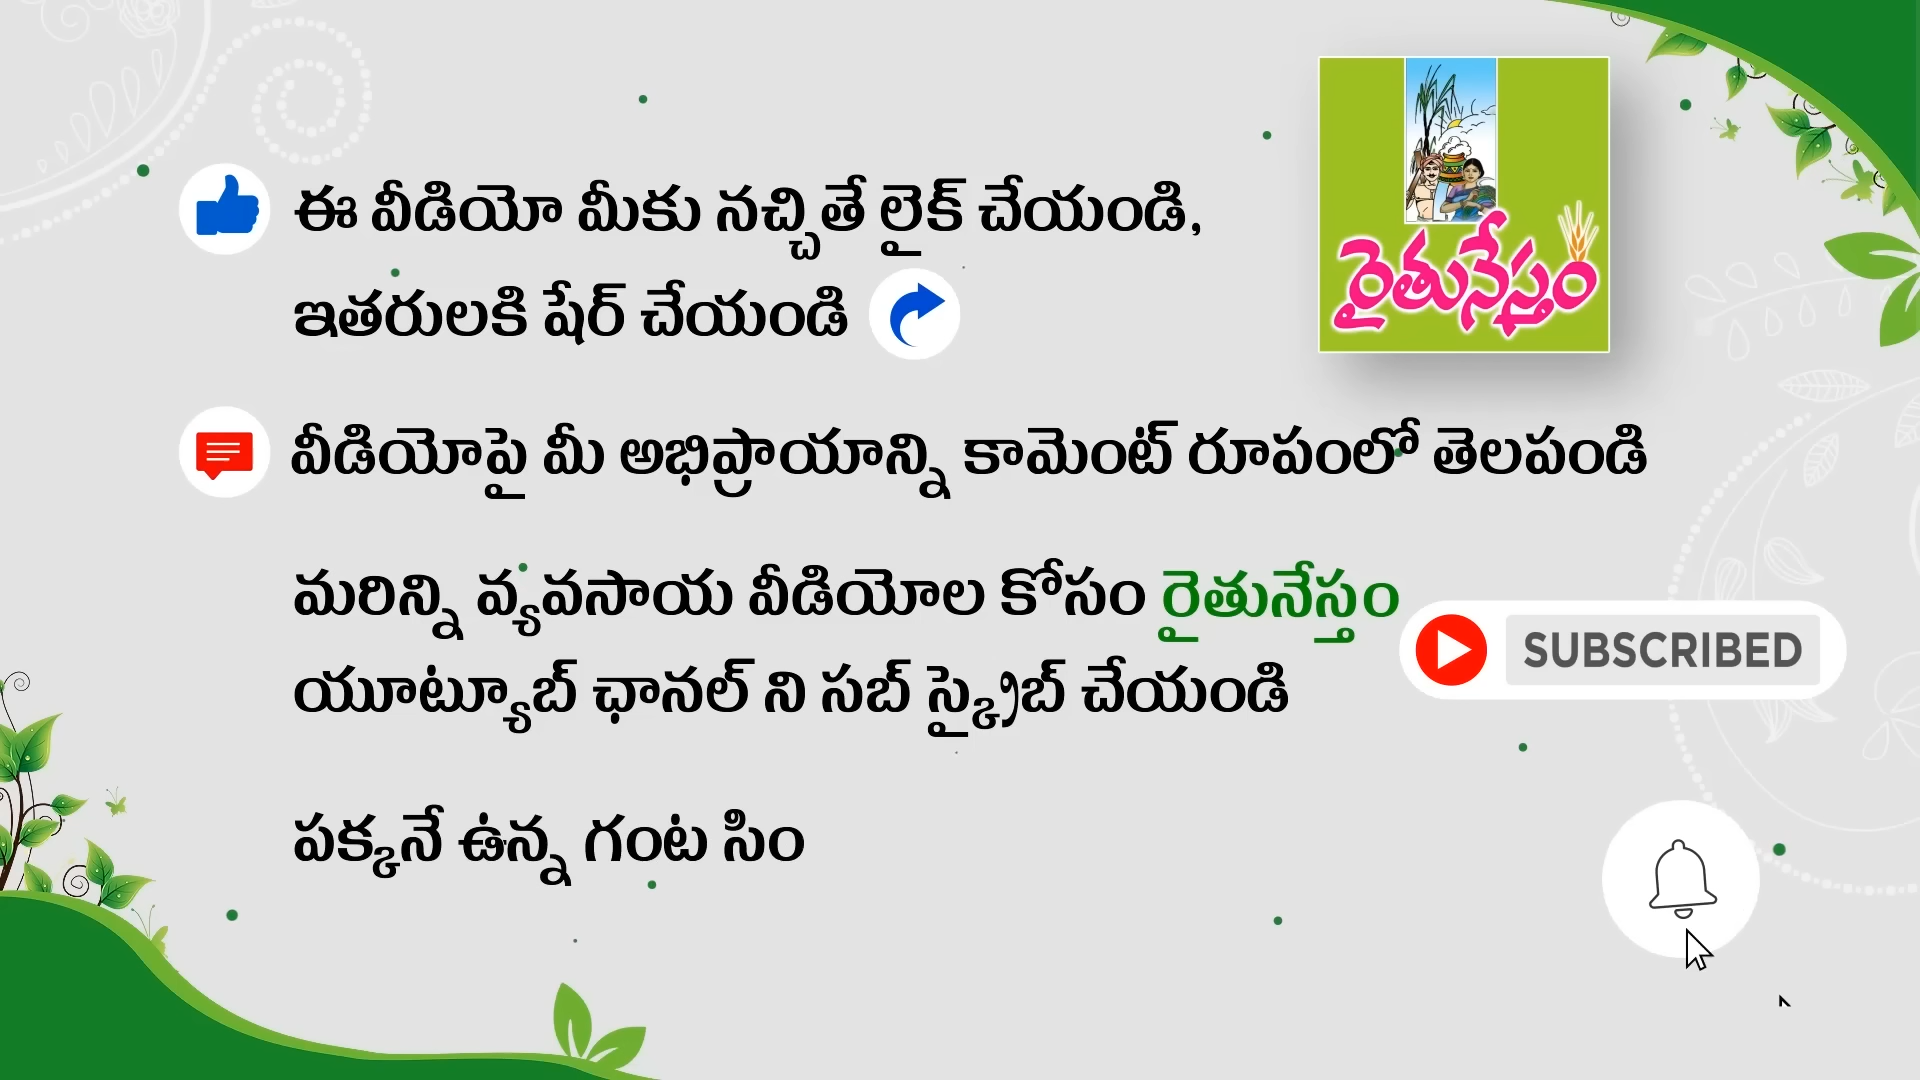 ఈ వీడియో మీకు నచ్చితే లైక్ చేయండి,
ఇతరులకి షేర్ చేయండి
రైతునేస్తం
వీడియోపై మీ అభిప్రాయాన్ని కామెంట్ రూపంలో తెలపండి
మరిన్ని వ్యవసాయ వీడియోల కోసం రైతునేస్తం
యూట్యూబ్ ఛానల్ ని సబ్ స్క్రైబ్ చేయండి
SUBSCRIBED
పక్కనే ఉన్న గంట సిం